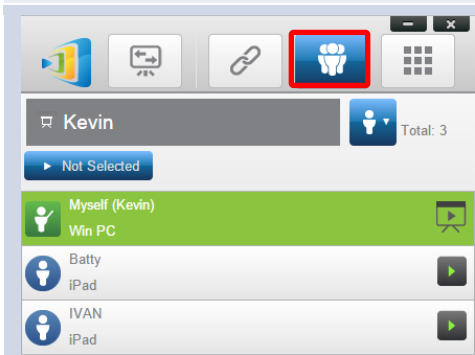 Kevin
Total: 3
Not Selected
Myself (Kevin)
Win PC
Batty
iPad
IVAN
iPad